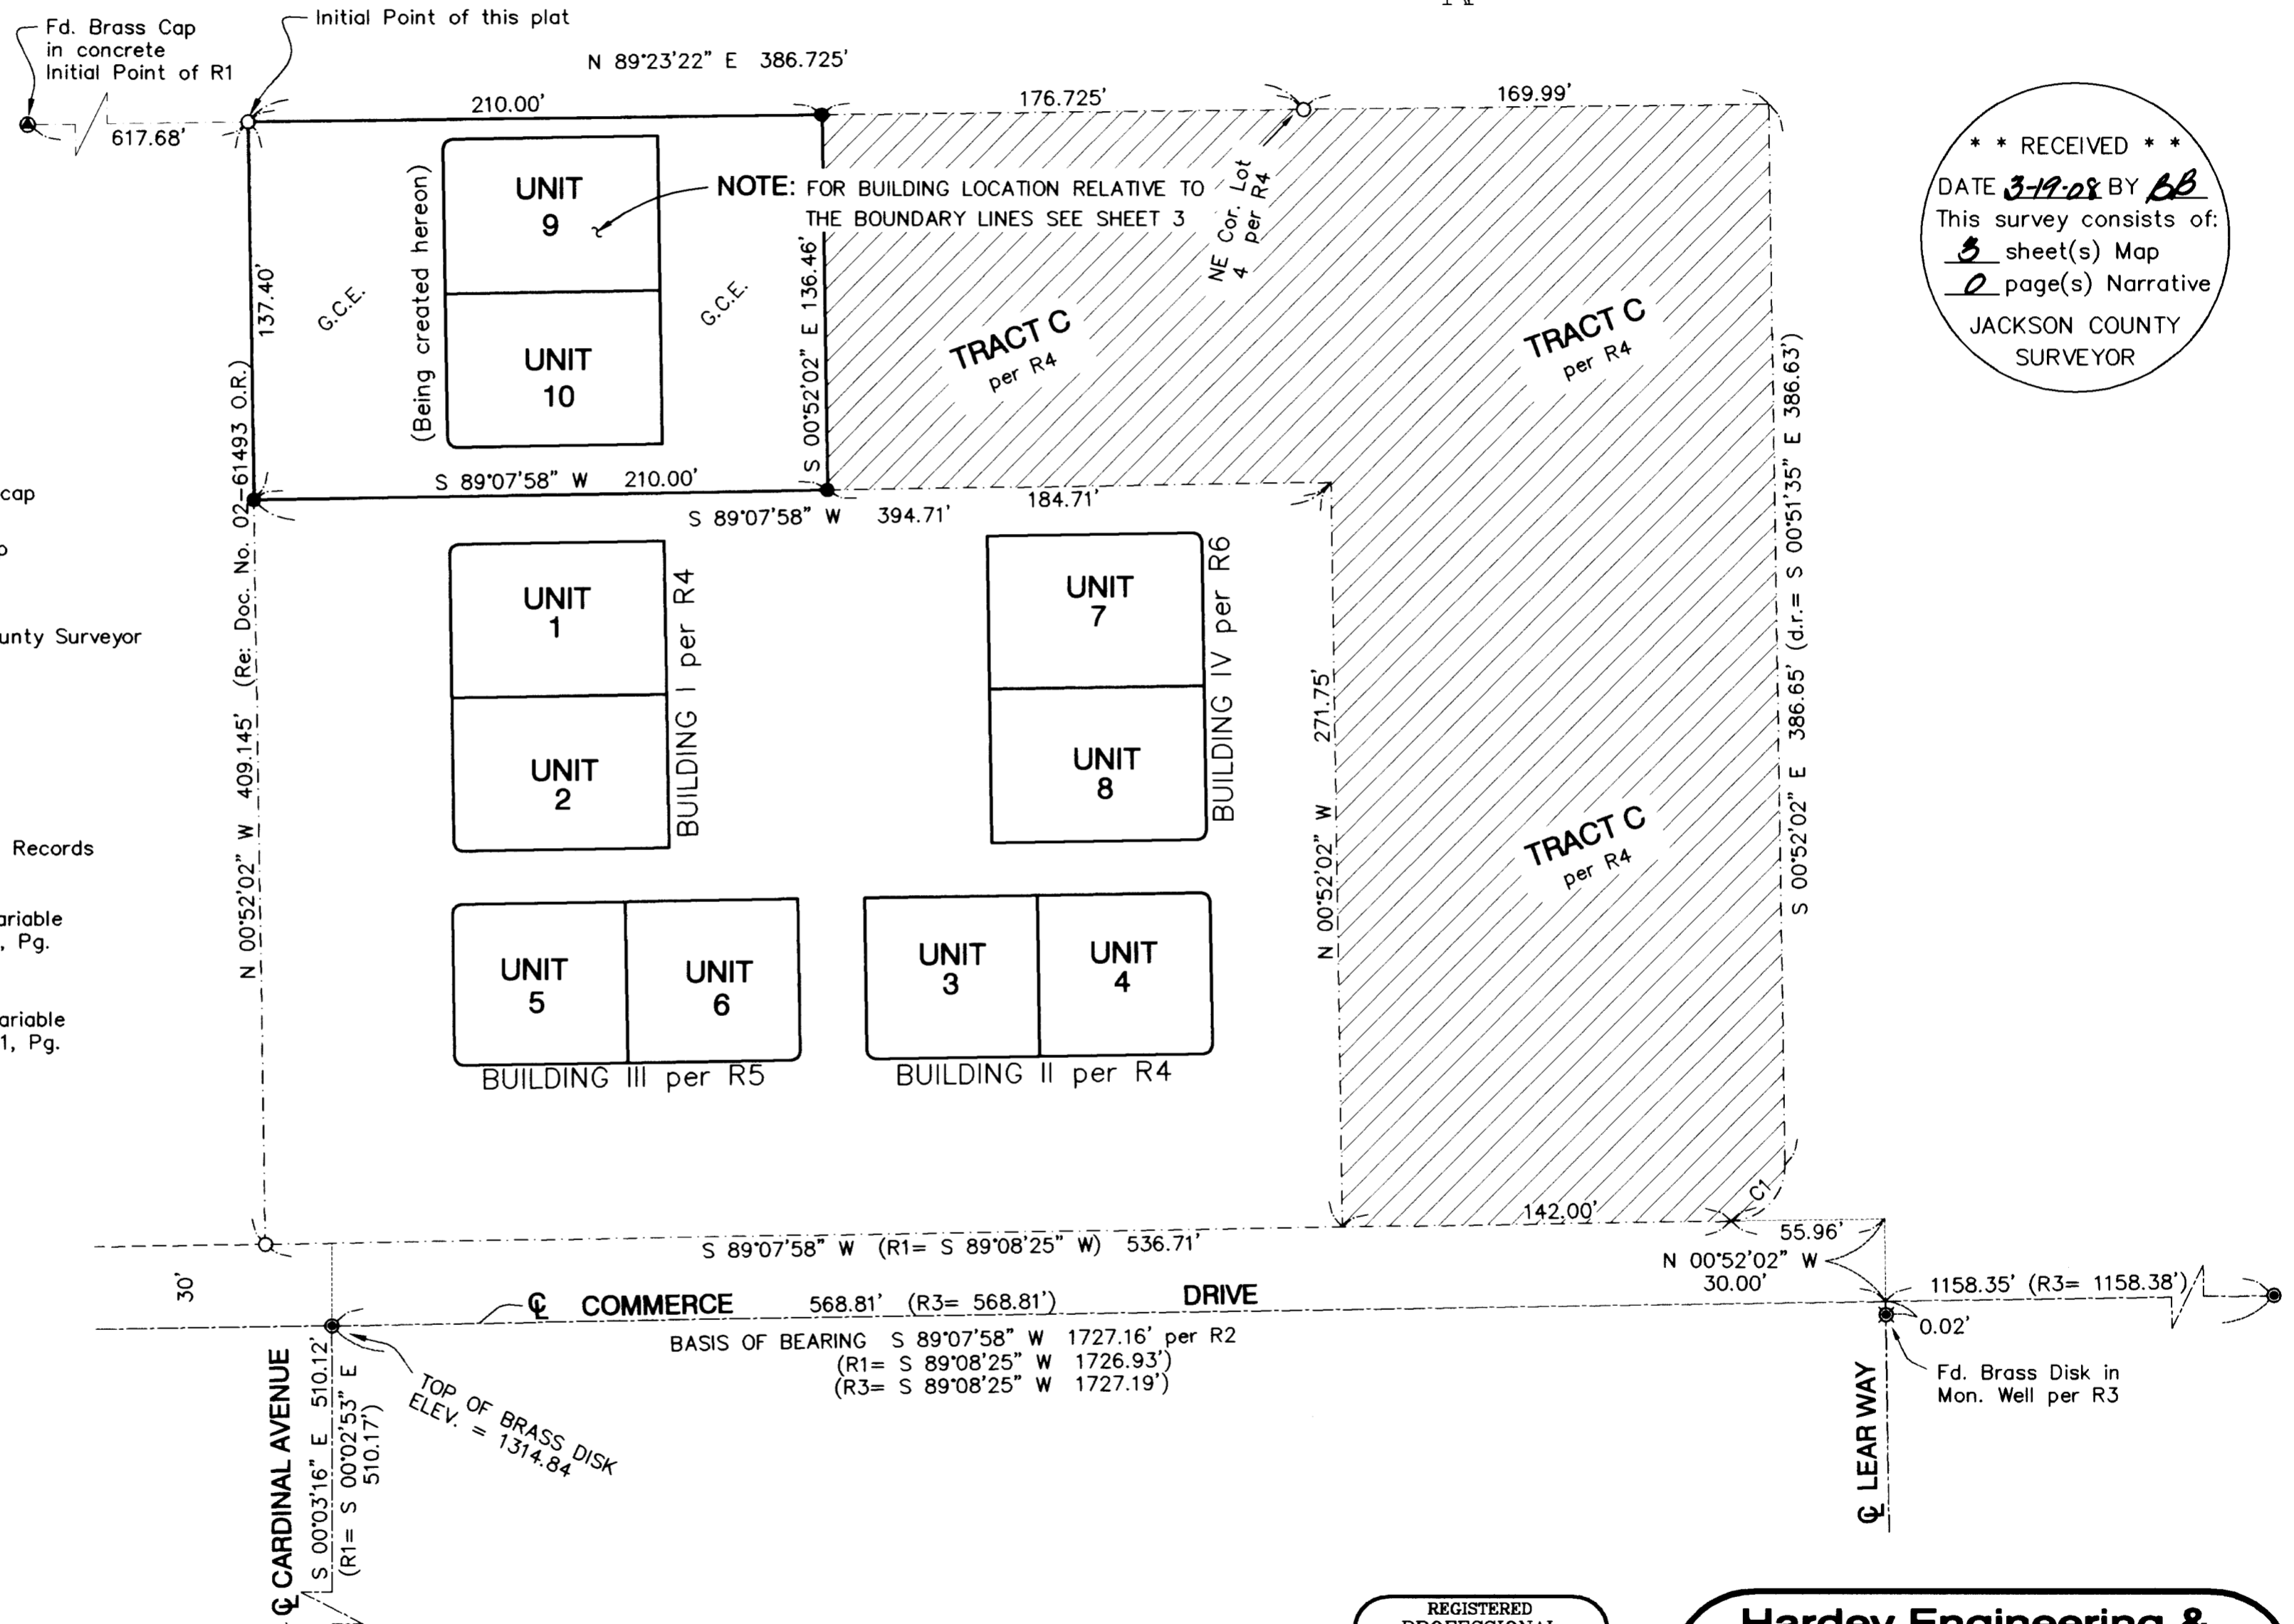 Fd. Brass Cap
in concrete
Initial Point of R1
Initial Point of this plat
N 89°23'22" E 386.725'
617.68'
210.00'
176.725'
169.99'
* * RECEIVED * *
DATE 3-19-08 BY BB
This survey consists of:
3 sheet(s) Map
0 page(s) Narrative
JACKSON COUNTY
SURVEYOR
UNIT
9
NOTE: FOR BUILDING LOCATION RELATIVE TO
THE BOUNDARY LINES SEE SHEET 3
NE Cor. Lot
4 per R4
(Being created hereon)
137.40'
G.C.E.
G.C.E.
UNIT
10
S 00°52'02" E 136.46'
TRACT C
per R4
TRACT C
per R4
S 89°07'58" W 210.00'
184.71'
S 89°07'58" W 394.71'
cap
unty Surveyor
Records
ariable
, Pg.
ariable
1, Pg.
N 00°52'02" W 409.145' (Re: Doc. No. 02-61493 O.R.)
UNIT
1
UNIT
2
BUILDING I per R4
UNIT
7
UNIT
8
BUILDING IV per R6
N 00°52'02" W 271.75'
TRACT C
per R4
S 00°52'02" E 386.65' (d.r.= S 00°51'35" E 386.63')
UNIT
5
UNIT
6
BUILDING III per R5
UNIT
3
UNIT
4
BUILDING II per R4
C1
142.00'
55.96'
S 89°07'58" W (R1= S 89°08'25" W) 536.71'
N 00°52'02" W
30.00'
30'
℄ COMMERCE 568.81' (R3= 568.81') DRIVE
1158.35' (R3= 1158.38')
0.02'
BASIS OF BEARING S 89°07'58" W 1727.16' per R2
(R1= S 89°08'25" W 1726.93')
(R3= S 89°08'25" W 1727.19')
Fd. Brass Disk in
Mon. Well per R3
TOP OF BRASS DISK
ELEV. = 1314.84
℄ CARDINAL AVENUE
S 00°03'16" E 510.12'
(R1= S 00°02'53" E
510.17')
℄ LEAR WAY
REGISTERED
PROFESSIONAL
Hardey Engineering &